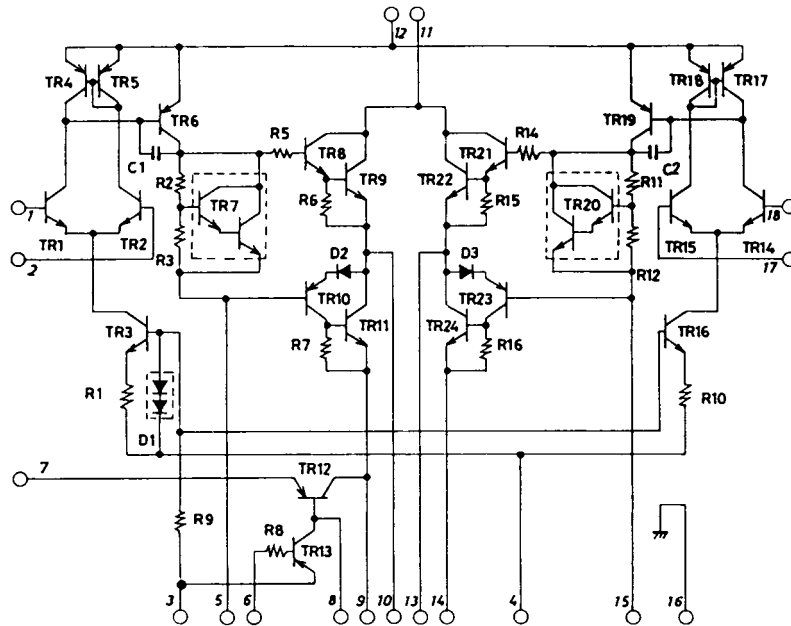 12 11
TR4 TR5 TR18 TR17
TR6 TR19
R5 R14
TR8 TR21
C1 C2
R2 TR7 R6 TR9 TR22 R15 TR20 R11
1 18
TR1 TR2 TR15 TR14
R3 D2 D3 R12
2 17
TR10 TR23
TR3 TR11 TR24 TR16
R7 R16
R1 R10
D1
7 TR12
R9 R8 TR13
3 5 6 8 9 10 13 14 4 15 16